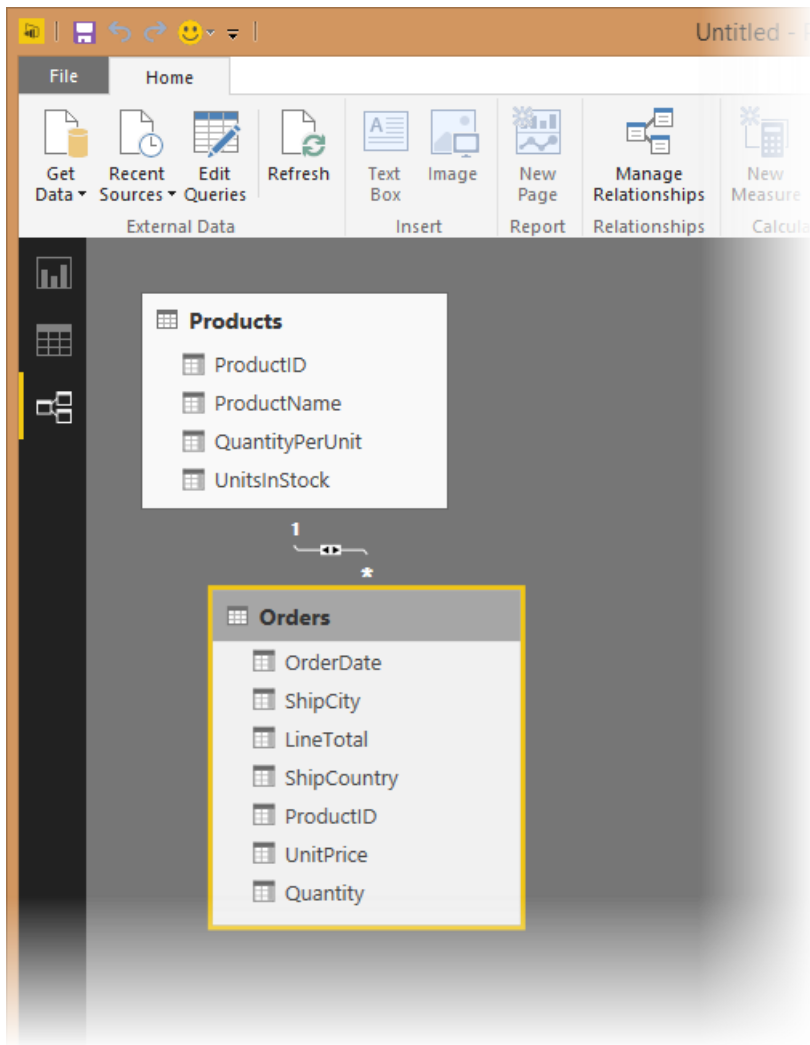 Untitled -
File Home
Get Data Recent Sources Edit Queries Refresh Text Box Image New Page Manage Relationships New Measure
External Data Insert Report Relationships
Products
ProductID
ProductName
QuantityPerUnit
UnitsInStock
1
*
Orders
OrderDate
ShipCity
LineTotal
ShipCountry
ProductID
UnitPrice
Quantity